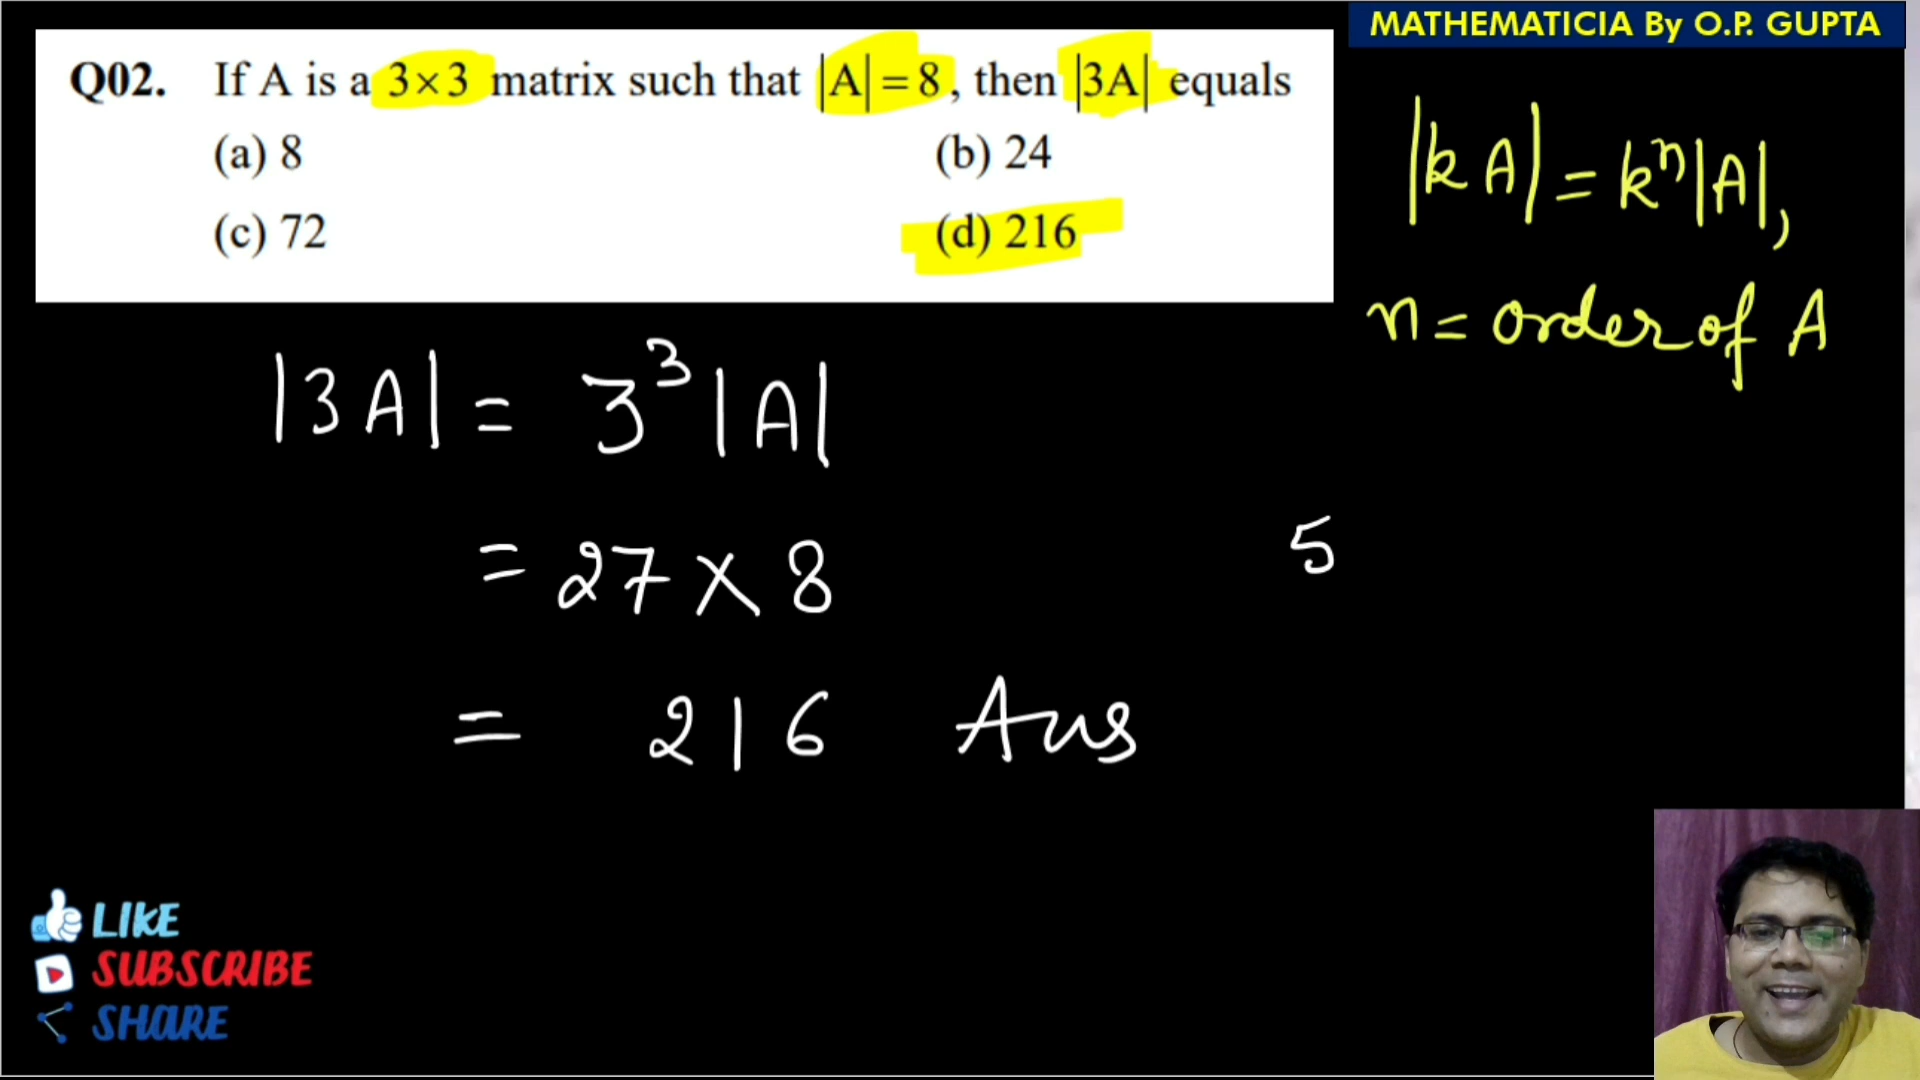 MATHEMATICIA By O.P. GUPTA
Q02. If A is a 3×3 matrix such that |A| = 8, then |3A| equals
(a) 8 (b) 24
(c) 72 (d) 216
|kA| = kⁿ|A|,
n = order of A
|3A| = 3³|A|
= 27 × 8
5
= 216 Ans
LIKE
SUBSCRIBE
SHARE